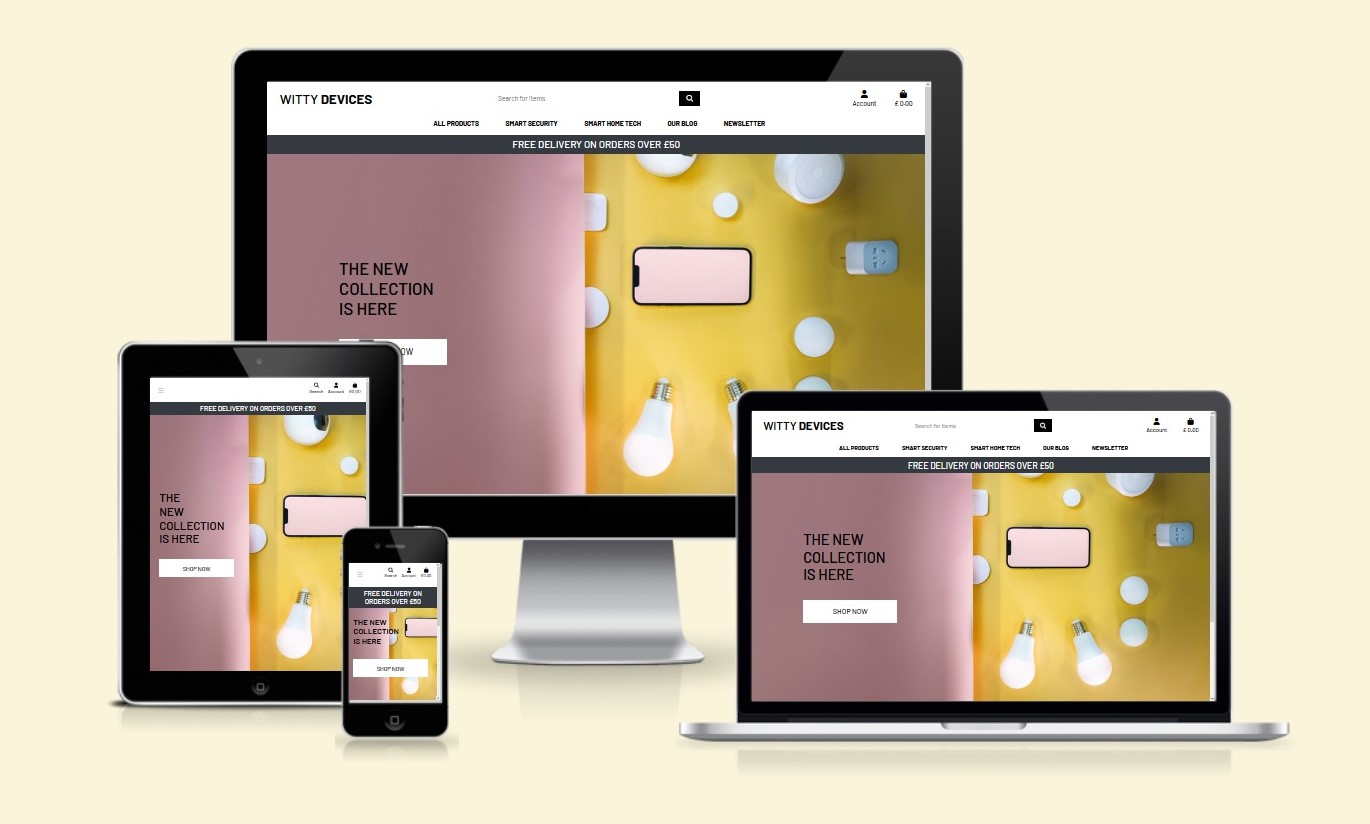 WITTY DEVICES
Search for items
Account
£ 0.00
ALL PRODUCTS SMART SECURITY SMART HOME TECH OUR BLOG NEWSLETTER
FREE DELIVERY ON ORDERS OVER £50
THE NEW
COLLECTION
IS HERE
OW
Search Account £0.00
FREE DELIVERY ON ORDERS OVER £50
THE
NEW
COLLECTION
IS HERE
SHOP NOW
Search Account £0.00
FREE DELIVERY ON
ORDERS OVER £50
THE NEW
COLLECTION
IS HERE
SHOP NOW
WITTY DEVICES
Search for items
Account
£ 0.00
ALL PRODUCTS SMART SECURITY SMART HOME TECH OUR BLOG NEWSLETTER
FREE DELIVERY ON ORDERS OVER £50
THE NEW
COLLECTION
IS HERE
SHOP NOW